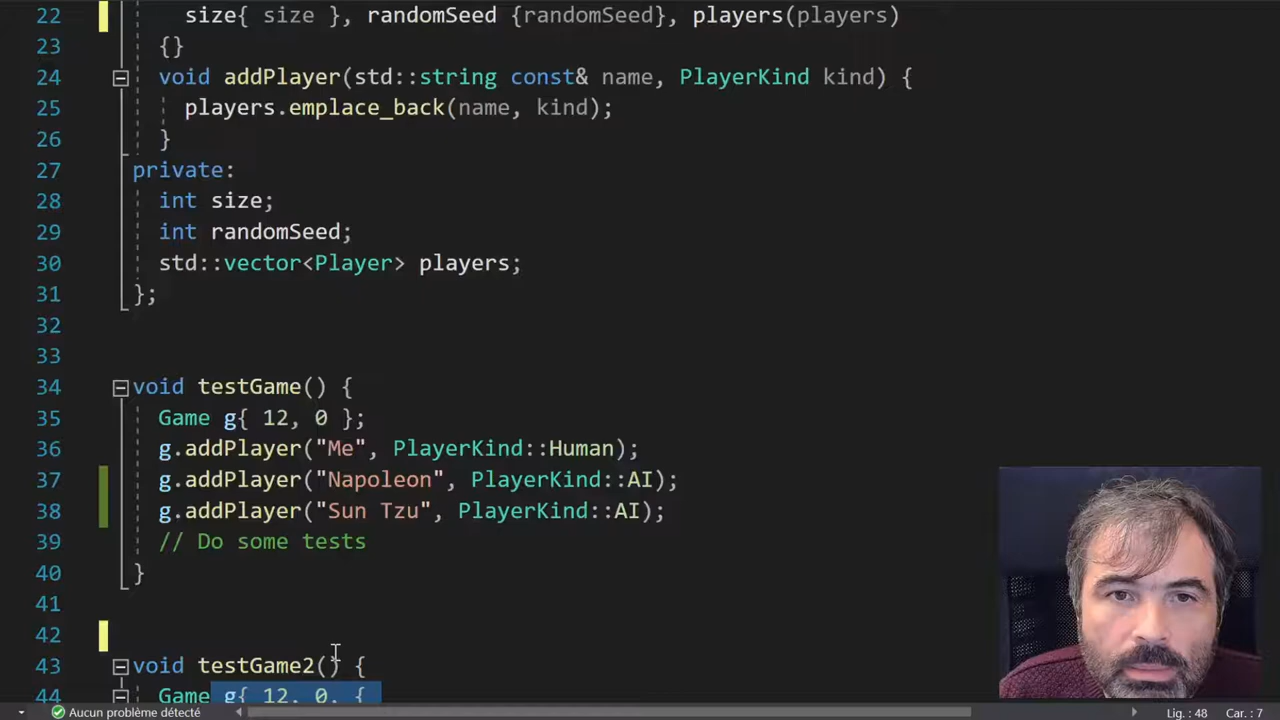 22 size{ size }, randomSeed {randomSeed}, players(players)
23 {}
24 void addPlayer(std::string const& name, PlayerKind kind) {
25 players.emplace_back(name, kind);
26 }
27 private:
28 int size;
29 int randomSeed;
30 std::vector<Player> players;
31 };
32
33
34 void testGame() {
35 Game g{ 12, 0 };
36 g.addPlayer("Me", PlayerKind::Human);
37 g.addPlayer("Napoleon", PlayerKind::AI);
38 g.addPlayer("Sun Tzu", PlayerKind::AI);
39 // Do some tests
40 }
41
42
43 void testGame2() {
44 Game g{ 12, 0, {
Aucun problème détecté Lig. : 48 Car. : 7